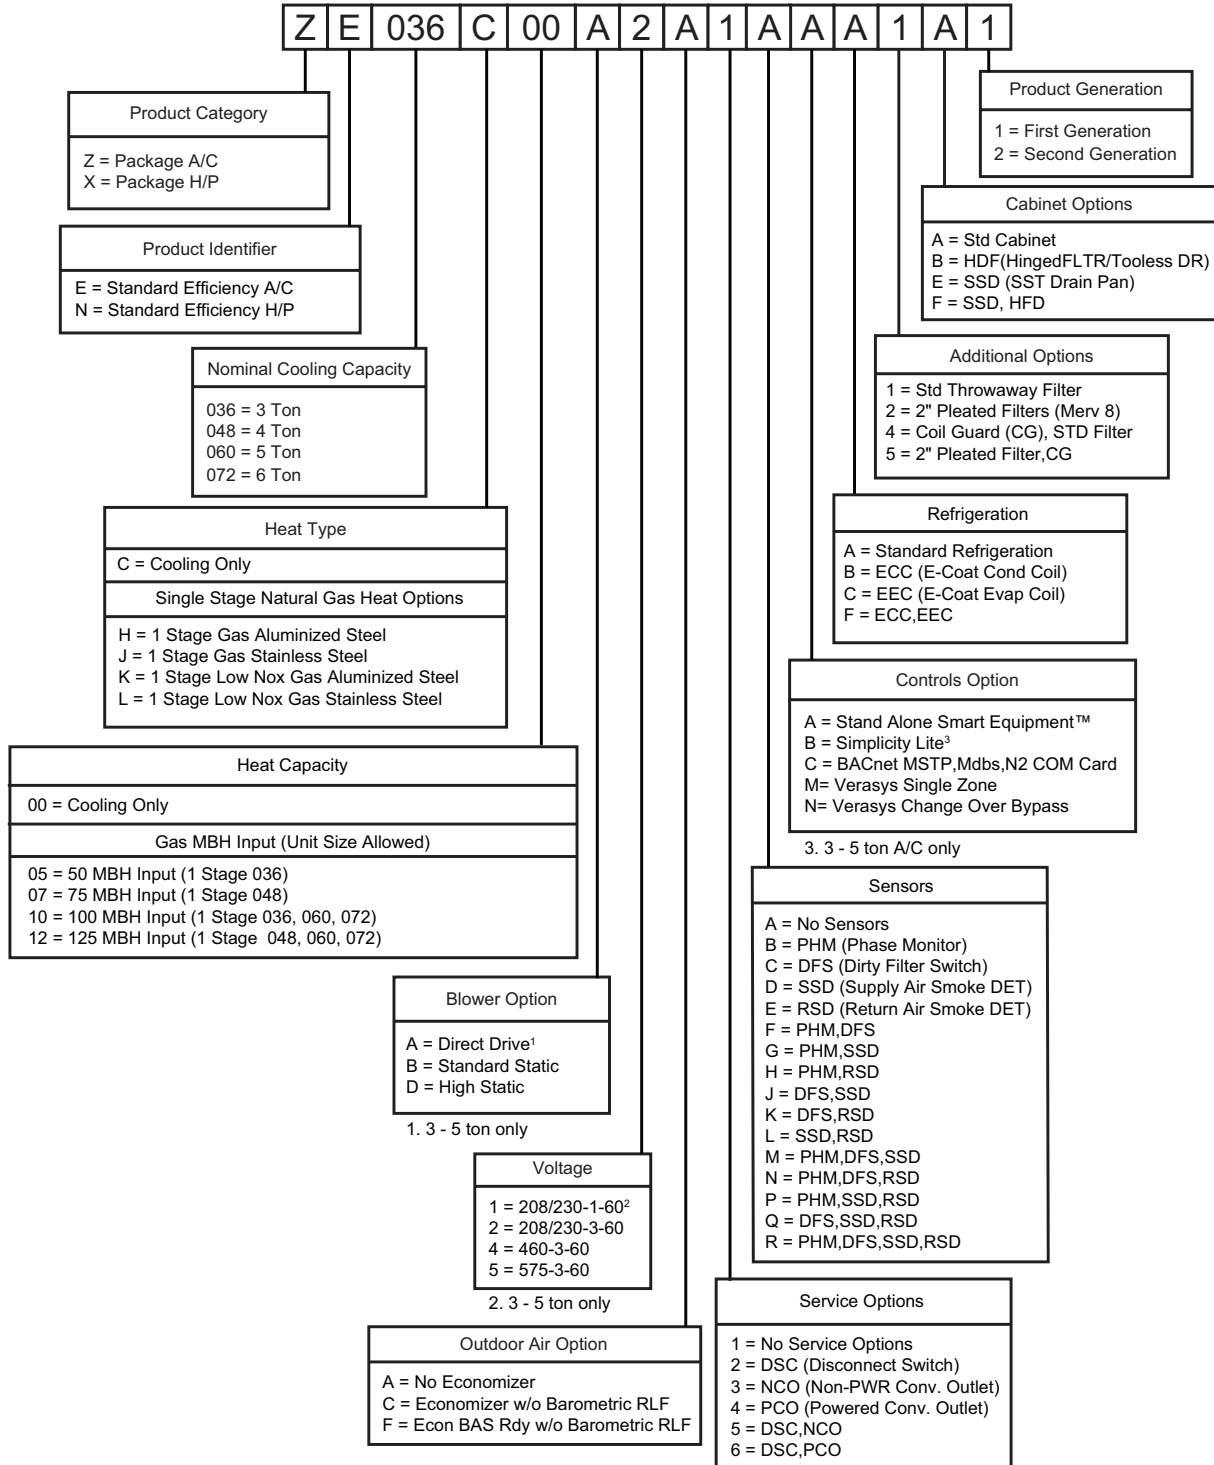 Z E 036 C 00 A 2 A 1 A A A 1 A 1
Product Category
Z = Package A/C
X = Package H/P
Product Identifier
E = Standard Efficiency A/C
N = Standard Efficiency H/P
Nominal Cooling Capacity
036 = 3 Ton
048 = 4 Ton
060 = 5 Ton
072 = 6 Ton
Heat Type
C = Cooling Only
Single Stage Natural Gas Heat Options
H = 1 Stage Gas Aluminized Steel
J = 1 Stage Gas Stainless Steel
K = 1 Stage Low Nox Gas Aluminized Steel
L = 1 Stage Low Nox Gas Stainless Steel
Heat Capacity
00 = Cooling Only
Gas MBH Input (Unit Size Allowed)
05 = 50 MBH Input (1 Stage 036)
07 = 75 MBH Input (1 Stage 048)
10 = 100 MBH Input (1 Stage 036, 060, 072)
12 = 125 MBH Input (1 Stage 048, 060, 072)
Blower Option
A = Direct Drive¹
B = Standard Static
D = High Static
1. 3 - 5 ton only
Voltage
1 = 208/230-1-60²
2 = 208/230-3-60
4 = 460-3-60
5 = 575-3-60
2. 3 - 5 ton only
Outdoor Air Option
A = No Economizer
C = Economizer w/o Barometric RLF
F = Econ BAS Rdy w/o Barometric RLF
Product Generation
1 = First Generation
2 = Second Generation
Cabinet Options
A = Std Cabinet
B = HDF(HingedFLTR/Tooless DR)
E = SSD (SST Drain Pan)
F = SSD, HFD
Additional Options
1 = Std Throwaway Filter
2 = 2" Pleated Filters (Merv 8)
4 = Coil Guard (CG), STD Filter
5 = 2" Pleated Filter,CG
Refrigeration
A = Standard Refrigeration
B = ECC (E-Coat Cond Coil)
C = EEC (E-Coat Evap Coil)
F = ECC,EEC
Controls Option
A = Stand Alone Smart Equipment™
B = Simplicity Lite³
C = BACnet MSTP,Mdbs,N2 COM Card
M= Verasys Single Zone
N= Verasys Change Over Bypass
3. 3 - 5 ton A/C only
Sensors
A = No Sensors
B = PHM (Phase Monitor)
C = DFS (Dirty Filter Switch)
D = SSD (Supply Air Smoke DET)
E = RSD (Return Air Smoke DET)
F = PHM,DFS
G = PHM,SSD
H = PHM,RSD
J = DFS,SSD
K = DFS,RSD
L = SSD,RSD
M = PHM,DFS,SSD
N = PHM,DFS,RSD
P = PHM,SSD,RSD
Q = DFS,SSD,RSD
R = PHM,DFS,SSD,RSD
Service Options
1 = No Service Options
2 = DSC (Disconnect Switch)
3 = NCO (Non-PWR Conv. Outlet)
4 = PCO (Powered Conv. Outlet)
5 = DSC,NCO
6 = DSC,PCO